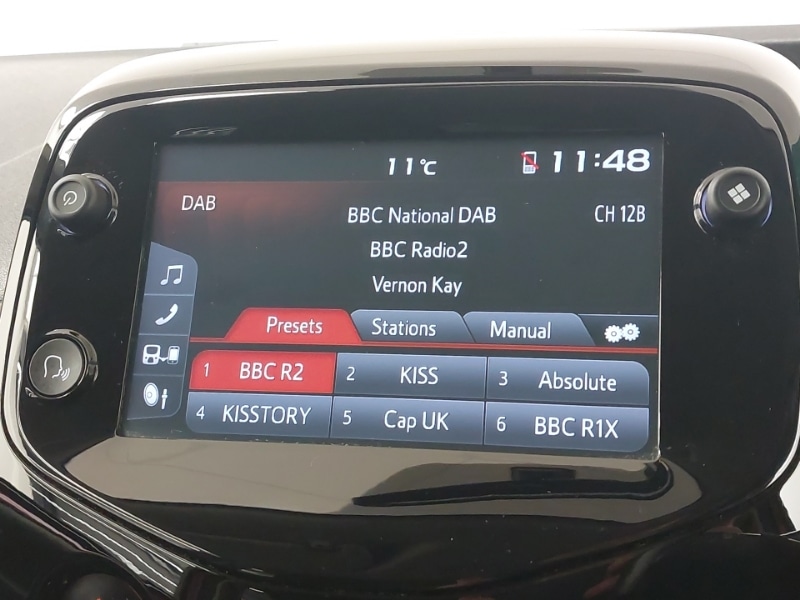 11°C 11:48
DAB BBC National DAB CH 12B
BBC Radio2
Vernon Kay
Presets Stations Manual
1 BBC R2 2 KISS 3 Absolute
4 KISSTORY 5 Cap UK 6 BBC R1X